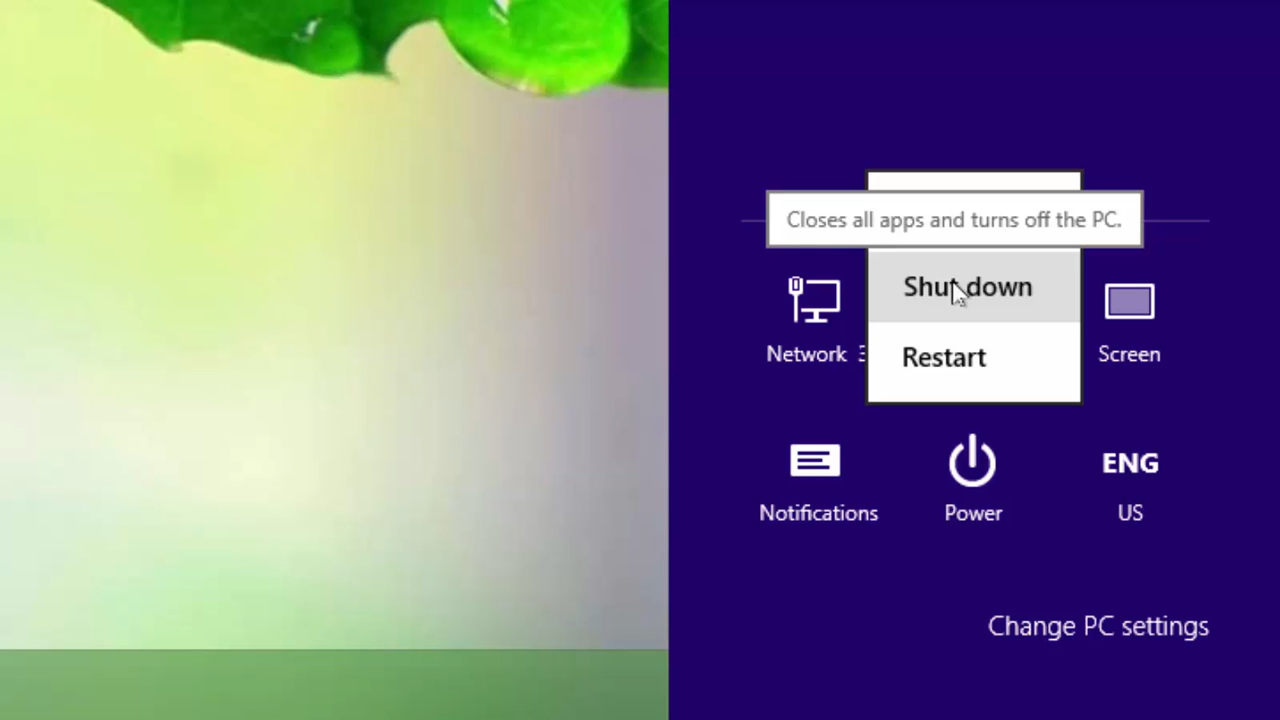 Closes all apps and turns off the PC.
Shut down
Restart
Network
Screen
Notifications
Power
ENG
US
Change PC settings